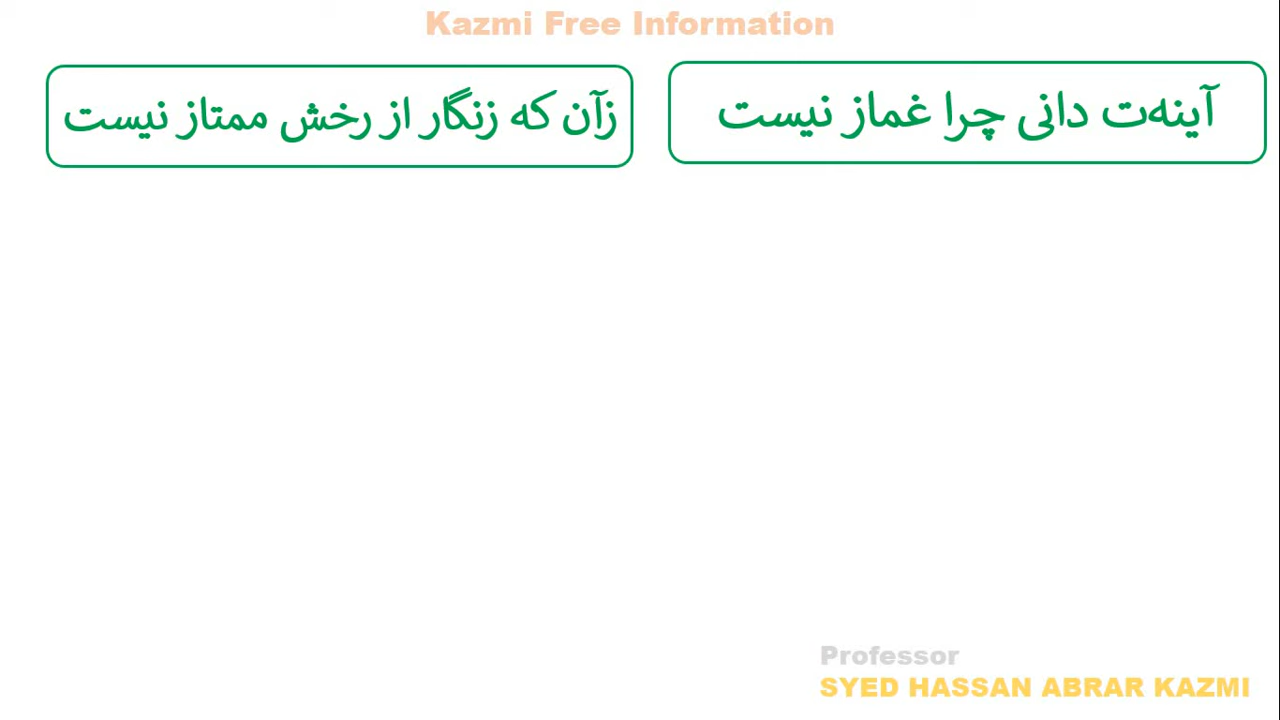 Kazmi Free Information
آینه‌ت دانی چرا غماز نیست
زآن که زنگار از رخش ممتاز نیست
Professor
SYED HASSAN ABRAR KAZMI